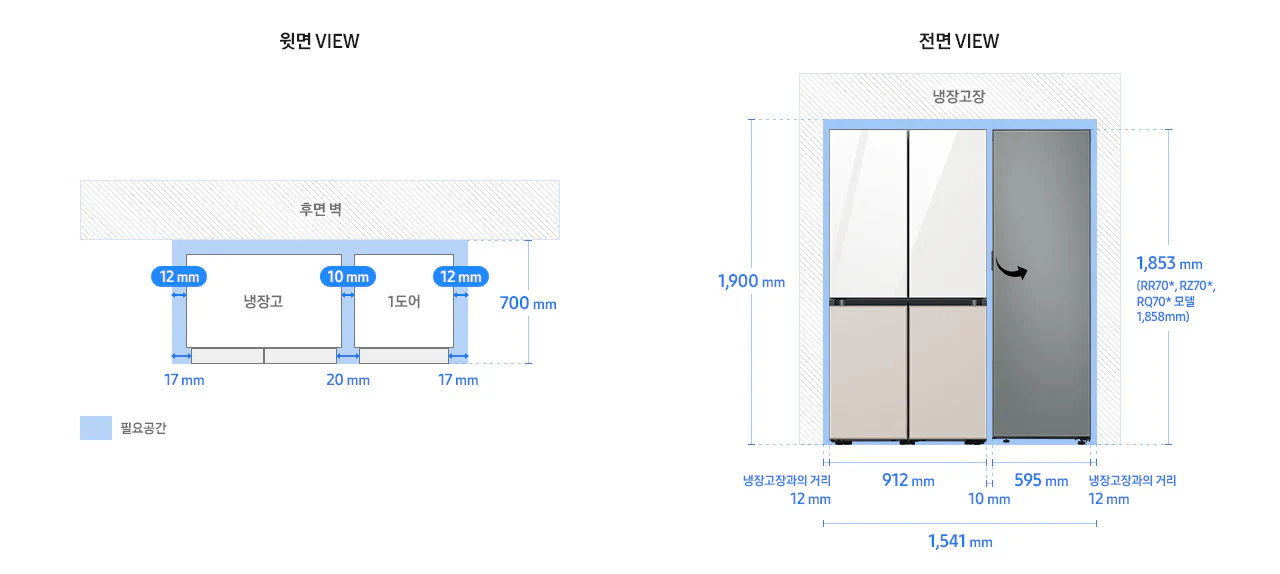 윗면 VIEW
후면 벽
12 mm
10 mm
12 mm
냉장고
1도어
700 mm
17 mm
20 mm
17 mm
필요공간
전면 VIEW
냉장고장
1,900 mm
1,853 mm
(RR70*, RZ70*,
RQ70* 모델
1,858mm)
냉장고장과의 거리
12 mm
912 mm
10 mm
595 mm
냉장고장과의 거리
12 mm
1,541 mm